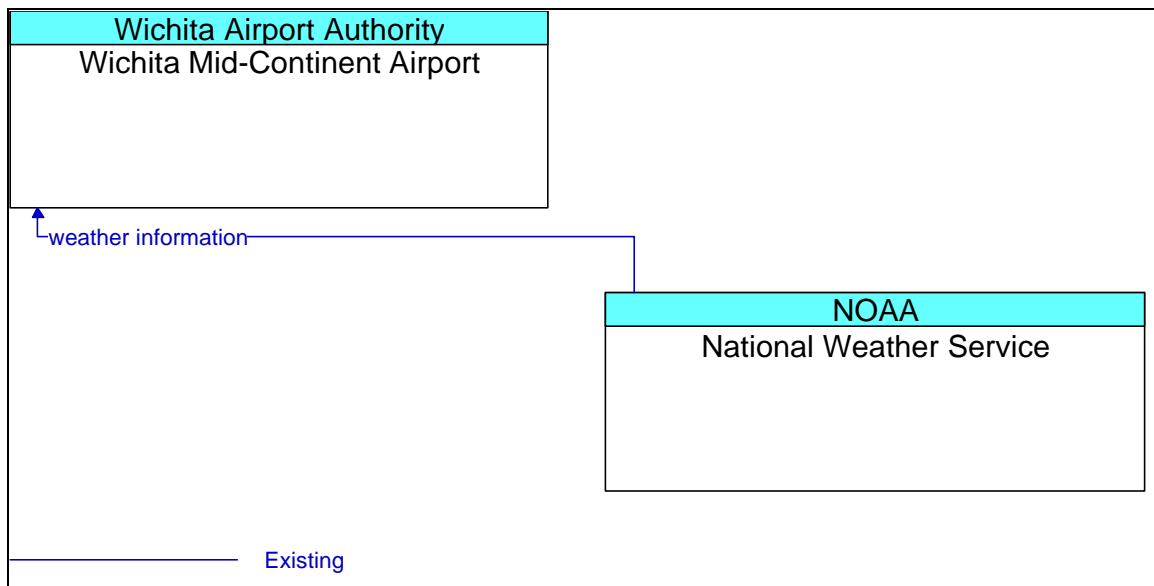 Wichita Airport Authority
Wichita Mid-Continent Airport
weather information
NOAA
National Weather Service
Existing